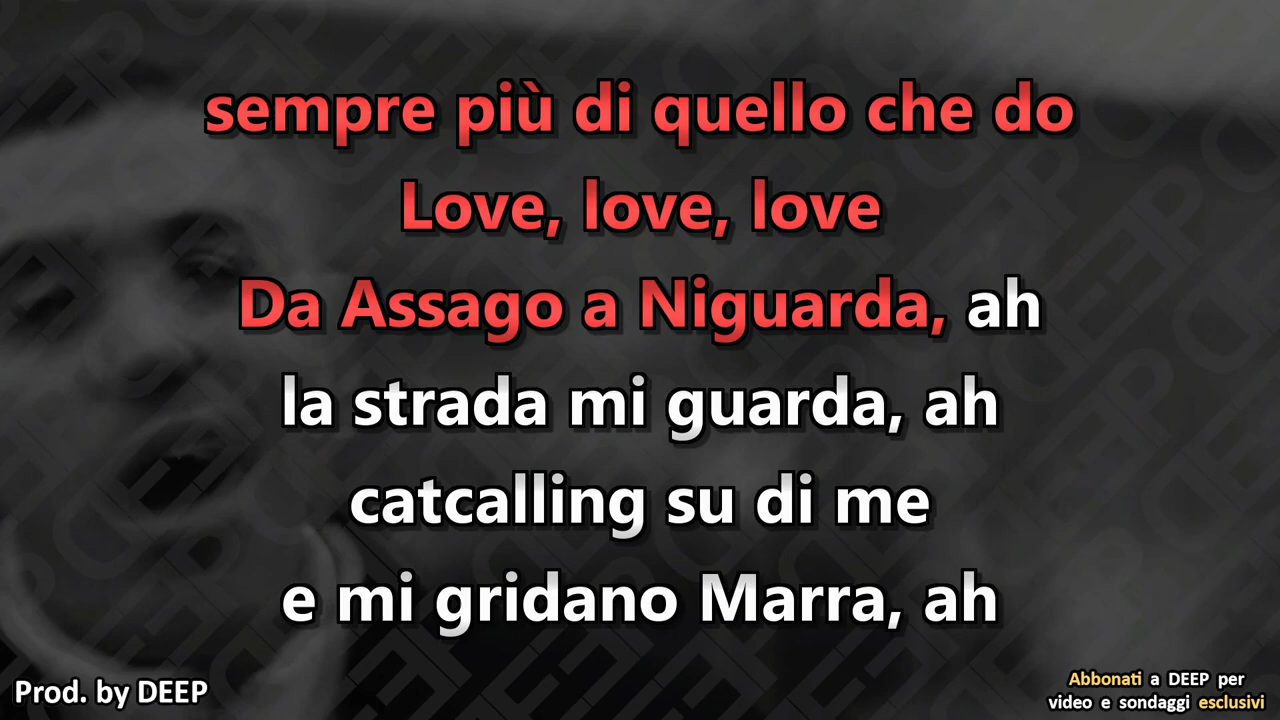 sempre più di quello che do
Love, love, love
Da Assago a Niguarda, ah
la strada mi guarda, ah
catcalling su di me
e mi gridano Marra, ah
Prod. by DEEP
Abbonati a DEEP per
video e sondaggi esclusivi